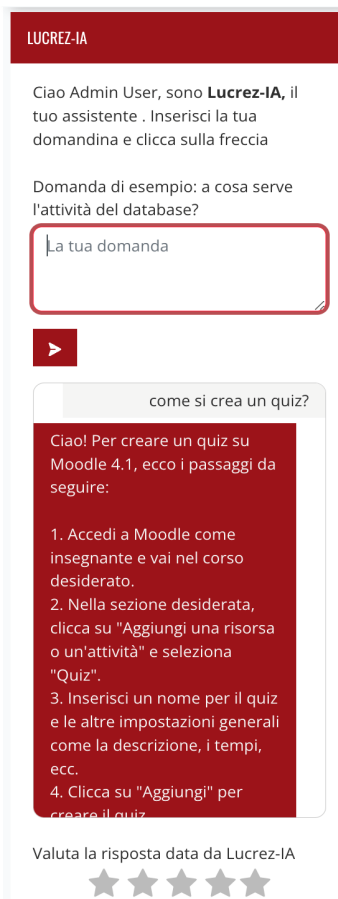 LUCREZ-IA
Ciao Admin User, sono Lucrez-IA, il
tuo assistente . Inserisci la tua
domandina e clicca sulla freccia
Domanda di esempio: a cosa serve
l'attività del database?
La tua domanda
come si crea un quiz?
Ciao! Per creare un quiz su
Moodle 4.1, ecco i passaggi da
seguire:
1. Accedi a Moodle come
insegnante e vai nel corso
desiderato.
2. Nella sezione desiderata,
clicca su "Aggiungi una risorsa
o un'attività" e seleziona
"Quiz".
3. Inserisci un nome per il quiz
e le altre impostazioni generali
come la descrizione, i tempi,
ecc.
4. Clicca su "Aggiungi" per
creare il quiz
Valuta la risposta data da Lucrez-IA